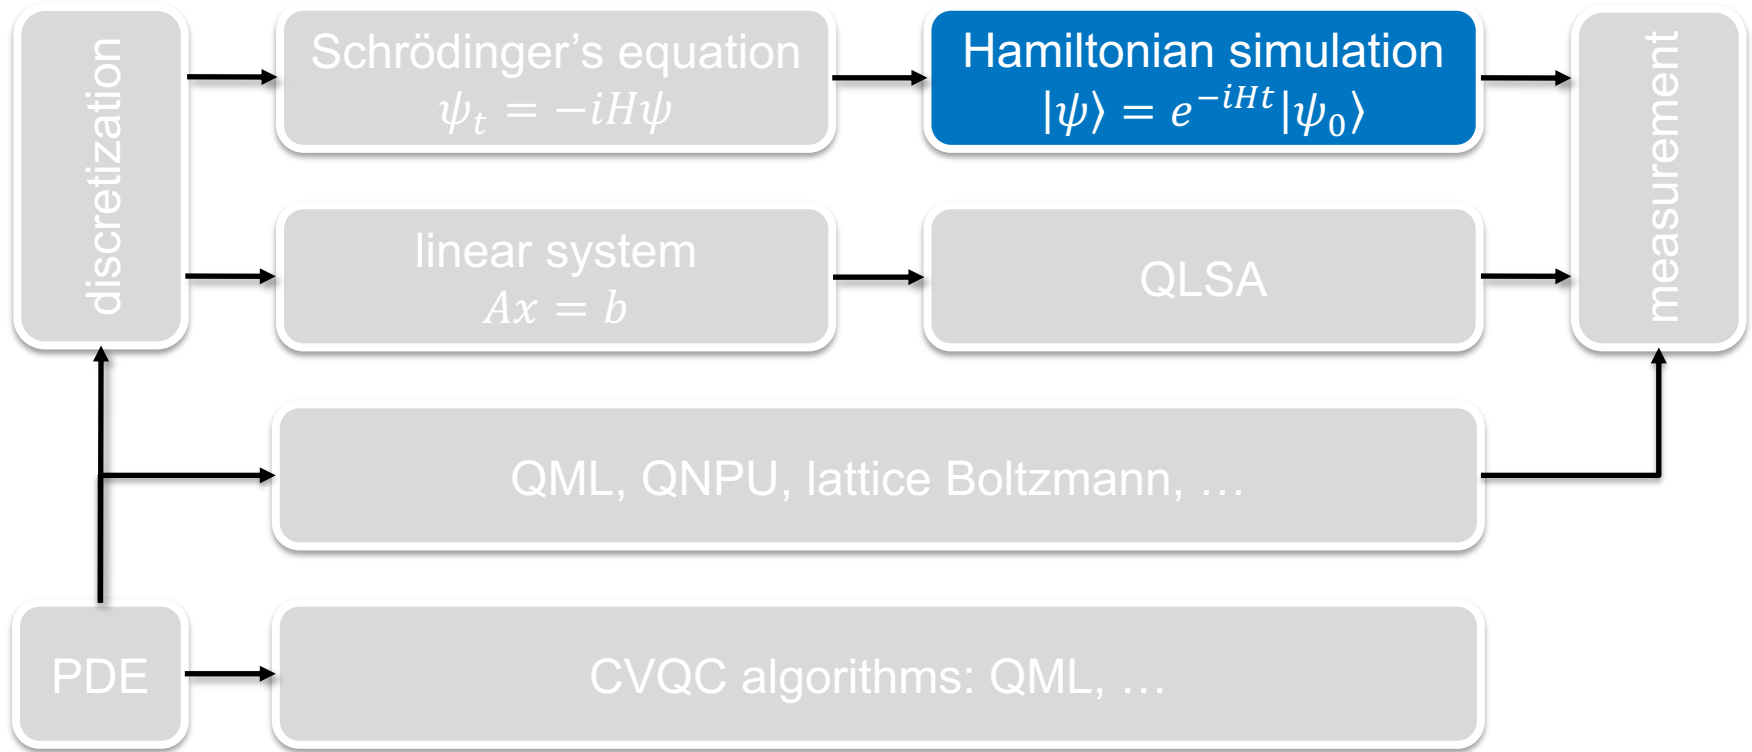 discretization
Schrödinger’s equation
ψ_t = −iHψ
Hamiltonian simulation
|ψ⟩ = e^{−iHt}|ψ_0⟩
measurement
linear system
Ax = b
QLSA
QML, QNPU, lattice Boltzmann, …
PDE
CVQC algorithms: QML, …